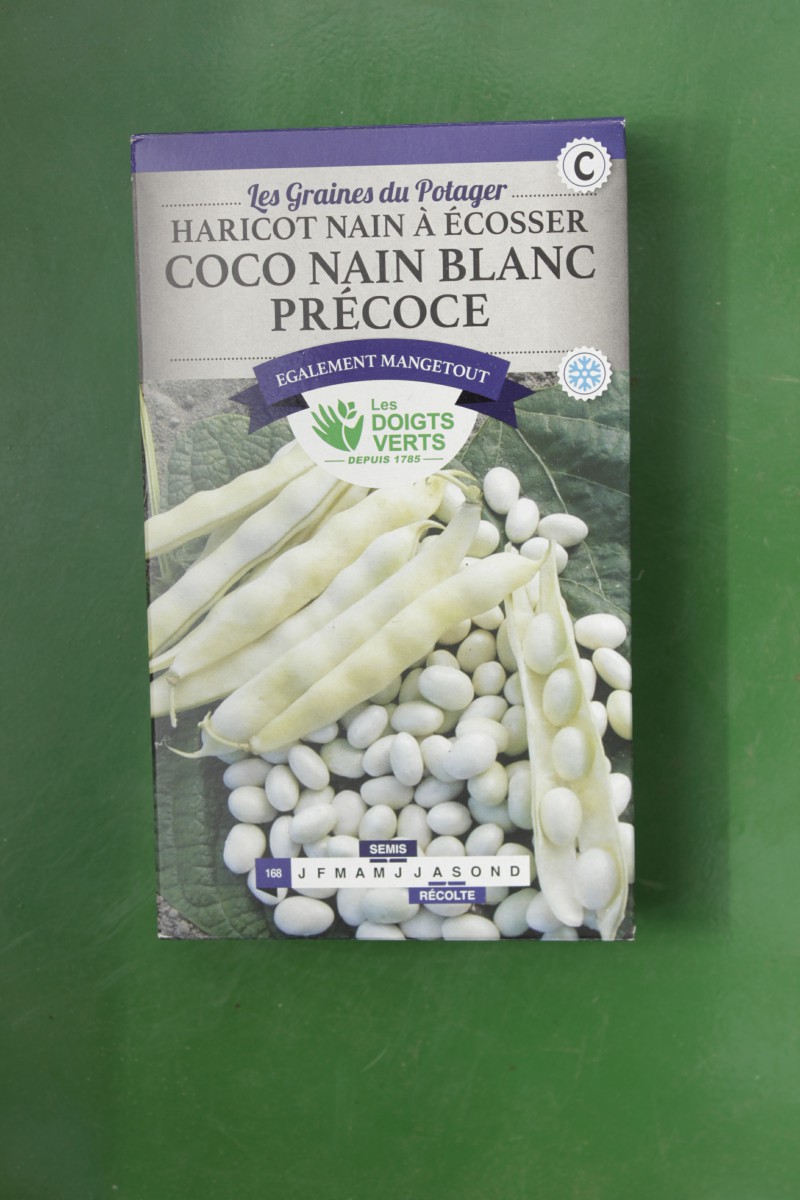 C
Les Graines du Potager
HARICOT NAIN À ÉCOSSER
COCO NAIN BLANC
PRÉCOCE
EGALEMENT MANGETOUT
Les
DOIGTS
VERTS
DEPUIS 1785
SEMIS
168 J F M A M J J A S O N D
RÉCOLTE